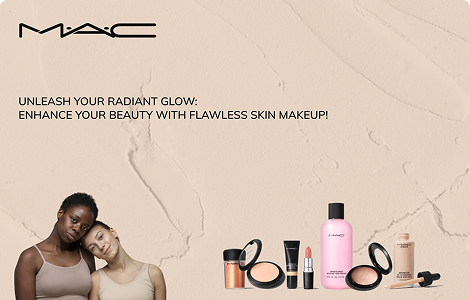 M·A·C
UNLEASH YOUR RADIANT GLOW:
ENHANCE YOUR BEAUTY WITH FLAWLESS SKIN MAKEUP!
M·A·C